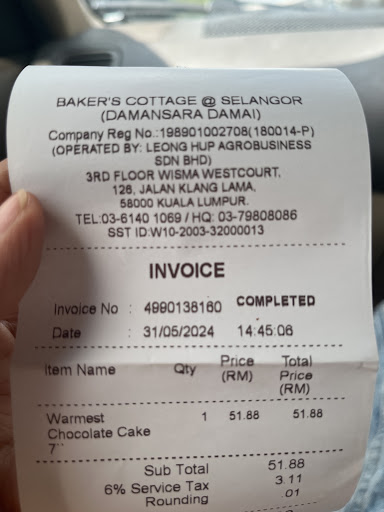 BAKER'S COTTAGE @ SELANGOR
(DAMANSARA DAMAI)
Company Reg No.:198901002708(180014-P)
(OPERATED BY: LEONG HUP AGROBUSINESS
SDN BHD)
3RD FLOOR WISMA WESTCOURT,
126, JALAN KLANG LAMA,
58000 KUALA LUMPUR.
TEL:03-6140 1069 / HQ: 03-79808086
SST ID:W10-2003-32000013
INVOICE
Invoice No : 4990138160 COMPLETED
Date : 31/05/2024 14:45:06
Item Name Qty Price Total
(RM) Price
(RM)
Warmest 1 51.88 51.88
Chocolate Cake
7``
Sub Total 51.88
6% Service Tax 3.11
Rounding .01